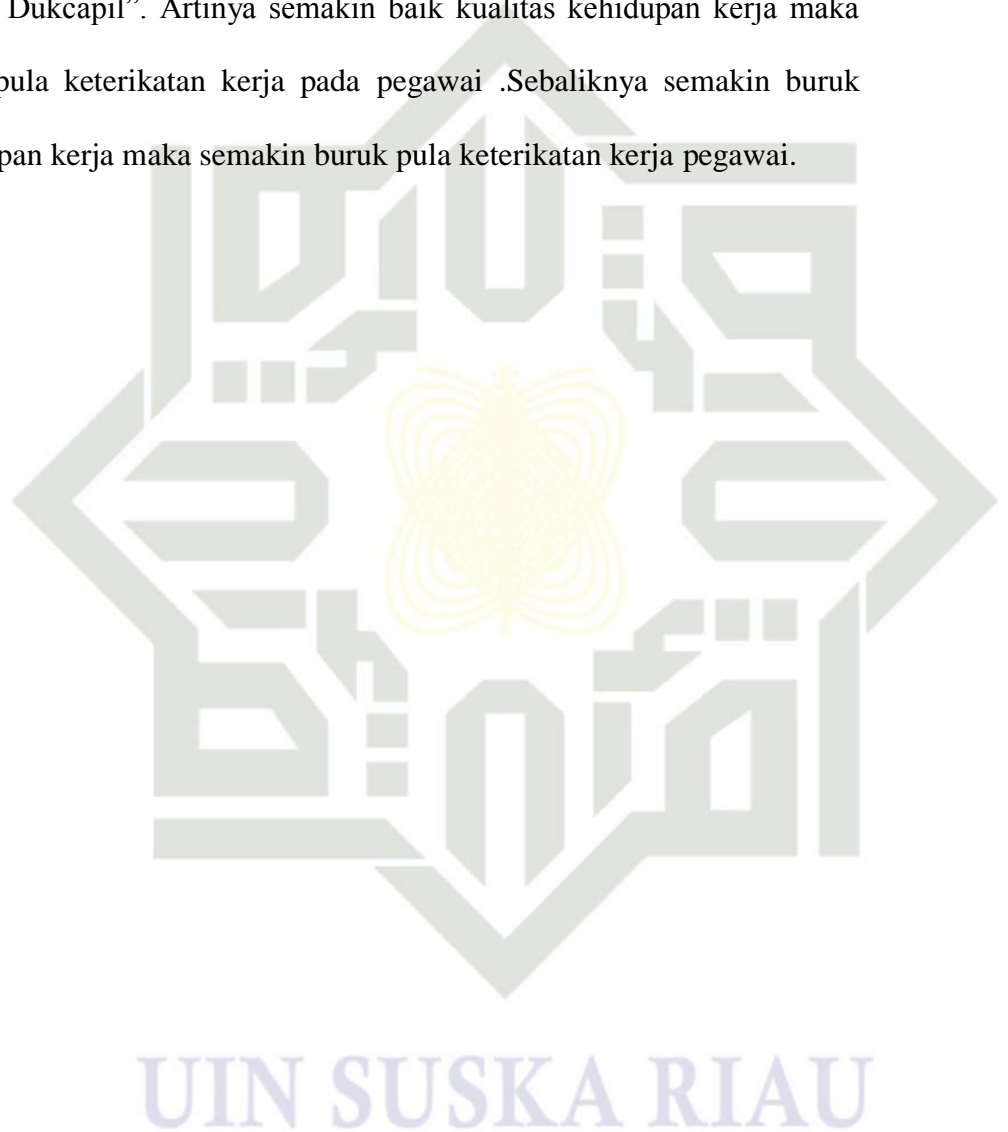 Dukcapil”. Artinya semakin baik kualitas kehidupan kerja maka
pula keterikatan kerja pada pegawai .Sebaliknya semakin buruk
kerja maka semakin buruk pula keterikatan kerja pegawai.
UIN SUSKA RIAU